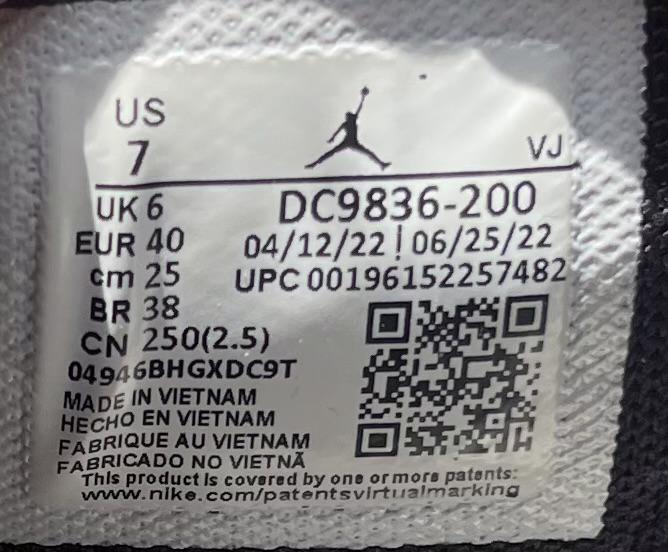 US
7
VJ
UK 6
DC9836-200
EUR 40
04/12/22 | 06/25/22
cm 25
UPC 00196152257482
BR 38
CN 250(2.5)
04946BHGXDC9T
MADE IN VIETNAM
HECHO EN VIETNAM
FABRIQUE AU VIETNAM
FABRICADO NO VIETNÃ
This product is covered by one or more patents:
www.nike.com/patentsvirtualmarking